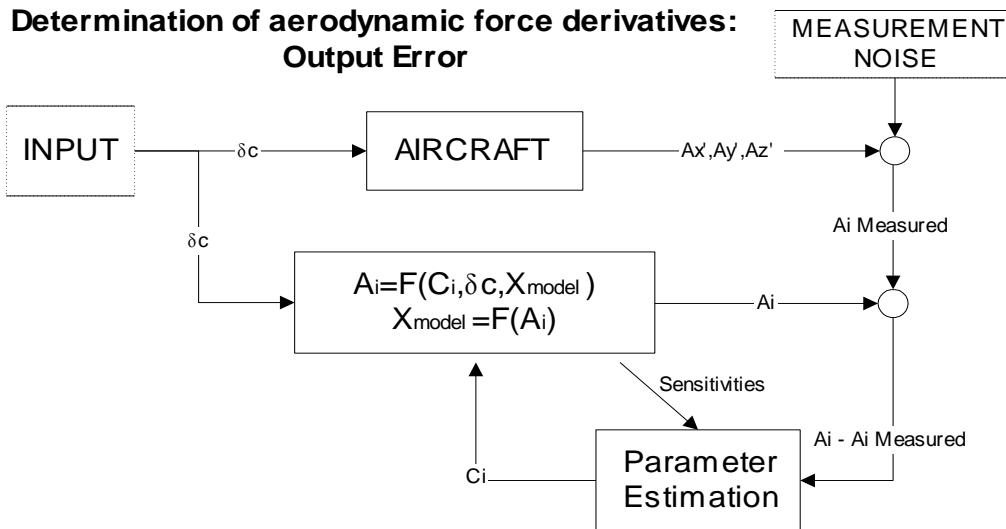 Determination of aerodynamic force derivatives:
Output Error
MEASUREMENT
NOISE
INPUT
δc
AIRCRAFT
Ax',Ay',Az'
δc
Ai Measured
Ai=F(Ci,δc,Xmodel)
Xmodel=F(Ai)
Ai
Sensitivities
Ai - Ai Measured
Ci
Parameter
Estimation